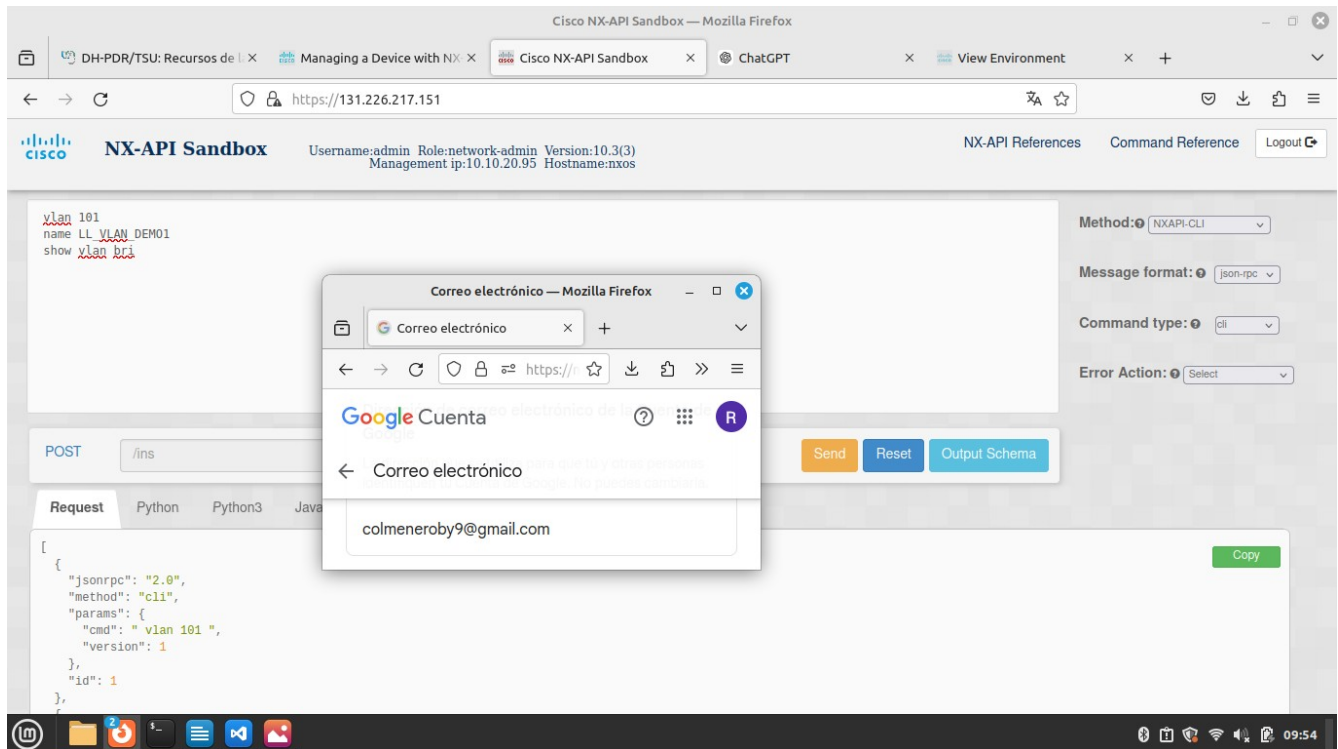 Cisco NX-API Sandbox — Mozilla Firefox
DH-PDR/TSU: Recursos de L
Managing a Device with NX-
Cisco NX-API Sandbox
ChatGPT
View Environment
https://131.226.217.151
CISCO
NX-API Sandbox
Username:admin Role:network-admin Version:10.3(3)
Management ip:10.10.20.95 Hostname:nxos
NX-API References
Command Reference
Logout
vlan 101
name LL_VLAN_DEMO1
show vlan bri
Method: NXAPI-CLI
Message format: json-rpc
Command type: cli
Error Action: Select
Correo electrónico — Mozilla Firefox
Correo electrónico
https://
Google Cuenta
R
Correo electrónico
colmeneroby9@gmail.com
POST
/ins
Send
Reset
Output Schema
Request
Python
Python3
Java
Copy
[
{
"jsonrpc": "2.0",
"method": "cli",
"params": {
"cmd": " vlan 101 ",
"version": 1
},
"id": 1
},
2
09:54